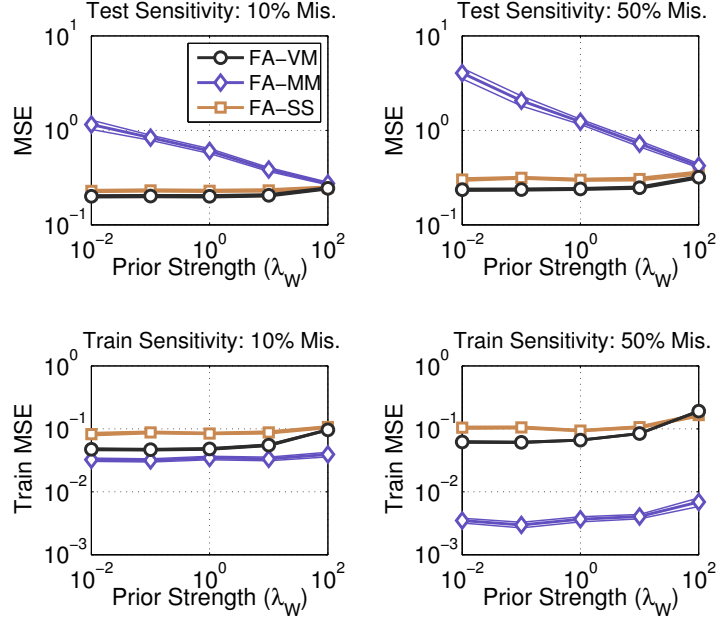 Test Sensitivity: 10% Mis.
MSE
10^1
10^0
10^−1
10^−2
10^0
10^2
Prior Strength (λ_W)
FA−VM
FA−MM
FA−SS
Test Sensitivity: 50% Mis.
MSE
10^1
10^0
10^−1
10^−2
10^0
10^2
Prior Strength (λ_W)
Train Sensitivity: 10% Mis.
Train MSE
10^0
10^−1
10^−2
10^−3
10^−2
10^0
10^2
Prior Strength (λ_W)
Train Sensitivity: 50% Mis.
Train MSE
10^0
10^−1
10^−2
10^−3
10^−2
10^0
10^2
Prior Strength (λ_W)